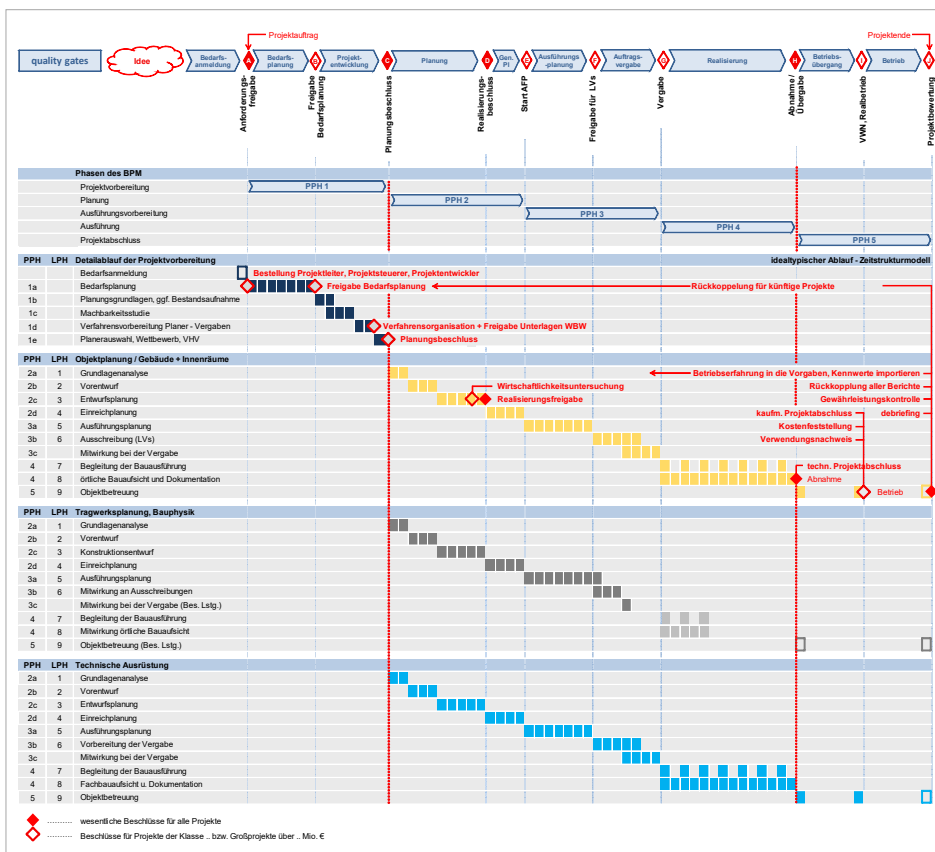 Projektauftrag
Projektende
quality gates
Idee
Bedarfs-
anmeldung
A
Bedarfs-
planung
B
Projekt-
entwicklung
C
Planung
D
Gen.
Pl
E
Ausführungs
-planung
F
Auftrags-
vergabe
G
Realisierung
H
Betriebs-
übergang
I
Betrieb
J
Anforderungs-
freigabe
Freigabe
Bedarfsplanung
Planungsbeschluss
Realisierungs-
beschluss
Start AFP
Freigabe für LVs
Vergabe
Abnahme /
Übergabe
VWN, Realbetrieb
Projektbewertung
Phasen des BPM
Projektvorbereitung PPH 1
Planung PPH 2
Ausführungsvorbereitung PPH 3
Ausführung PPH 4
Projektabschluss PPH 5
PPH LPH Detailablauf der Projektvorbereitung idealtypischer Ablauf - Zeitstrukturmodell
Bedarfsanmeldung Bestellung Projektleiter, Projektsteuerer, Projektentwickler
1a Bedarfsplanung Freigabe Bedarfsplanung Rückkoppelung für künftige Projekte
1b Planungsgrundlagen, ggf. Bestandsaufnahme
1c Machbarkeitsstudie
1d Verfahrensvorbereitung Planer - Vergaben Verfahrensorganisation + Freigabe Unterlagen WBW
1e Planerauswahl, Wettbewerb, VHV Planungsbeschluss
PPH LPH Objektplanung / Gebäude + Innenräume
2a 1 Grundlagenanalyse Betriebserfahrung in die Vorgaben, Kennwerte importieren
2b 2 Vorentwurf Wirtschaftlichkeitsuntersuchung Rückkopplung aller Berichte
2c 3 Entwurfsplanung Realisierungsfreigabe Gewährleistungskontrolle
2d 4 Einreichplanung kaufm. Projektabschluss debriefing
3a 5 Ausführungsplanung Kostenfeststellung
3b 6 Ausschreibung (LVs) Verwendungsnachweis
3c Mitwirkung bei der Vergabe
4 7 Begleitung der Bauausführung techn. Projektabschluss
4 8 örtliche Bauaufsicht und Dokumentation Abnahme
5 9 Objektbetreuung Betrieb
PPH LPH Tragwerksplanung, Bauphysik
2a 1 Grundlagenanalyse
2b 2 Vorentwurf
2c 3 Konstruktionsentwurf
2d 4 Einreichplanung
3a 5 Ausführungsplanung
3b 6 Mitwirkung an Ausschreibungen
3c Mitwirkung bei der Vergabe (Bes. Lstg.)
4 7 Begleitung der Bauausführung
4 8 Mitwirkung örtliche Bauaufsicht
5 9 Objektbetreuung (Bes. Lstg.)
PPH LPH Technische Ausrüstung
2a 1 Grundlagenanalyse
2b 2 Vorentwurf
2c 3 Entwurfsplanung
2d 4 Einreichplanung
3a 5 Ausführungsplanung
3b 6 Vorbereitung der Vergabe
3c Mitwirkung bei der Vergabe
4 7 Begleitung der Bauausführung
4 8 Fachbauaufsicht u. Dokumentation
5 9 Objektbetreuung
.......... wesentliche Beschlüsse für alle Projekte
.......... Beschlüsse für Projekte der Klasse .. bzw. Großprojekte über .. Mio. €